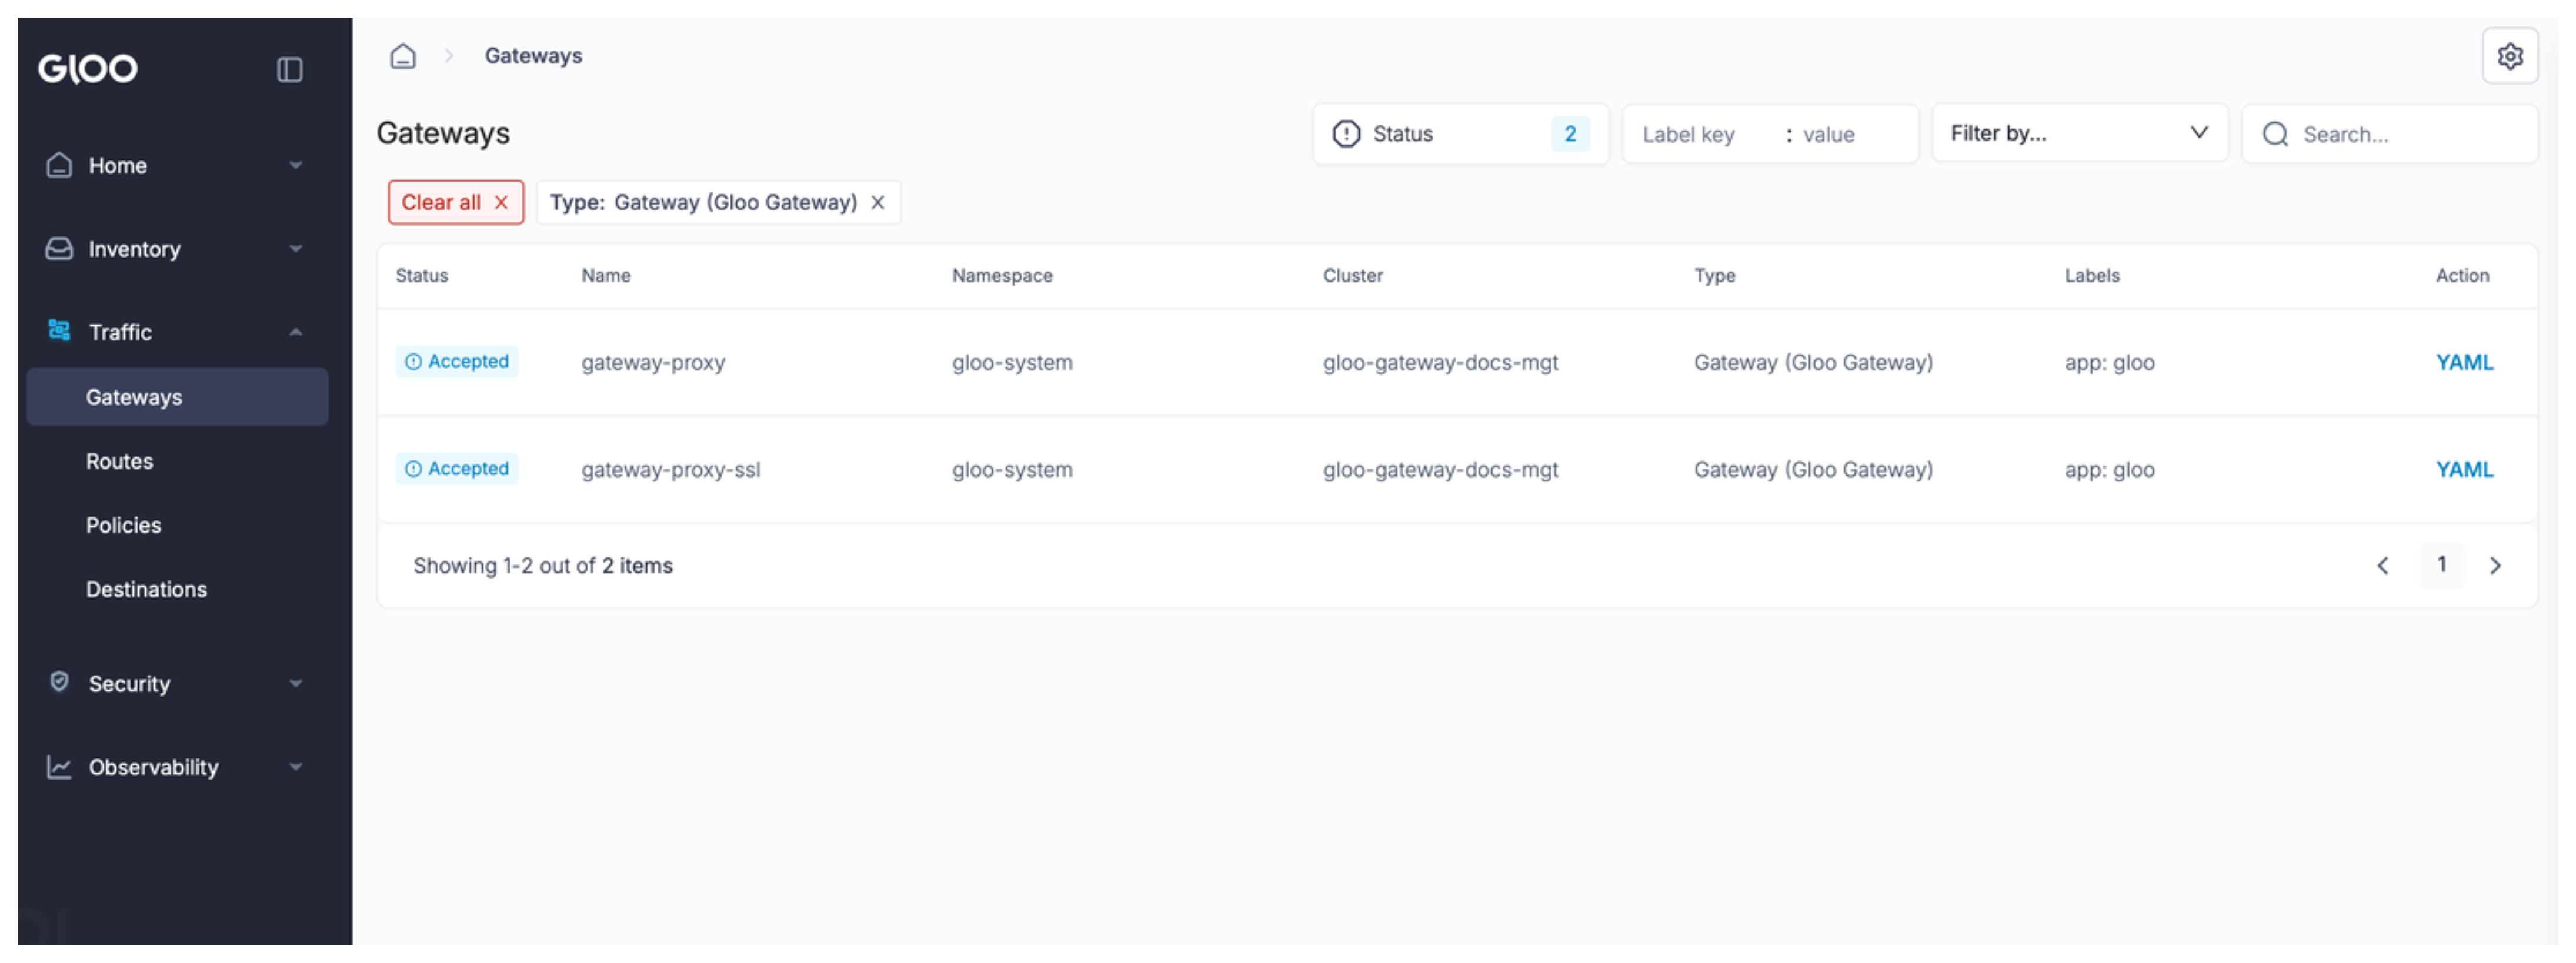 GLOO
Home
Inventory
Traffic
Gateways
Routes
Policies
Destinations
Security
Observability
Gateways
Gateways
Status 2 Label key : value Filter by... Search...
Clear all Type: Gateway (Gloo Gateway)
Status Name Namespace Cluster Type Labels Action
Accepted gateway-proxy gloo-system gloo-gateway-docs-mgt Gateway (Gloo Gateway) app: gloo YAML
Accepted gateway-proxy-ssl gloo-system gloo-gateway-docs-mgt Gateway (Gloo Gateway) app: gloo YAML
Showing 1-2 out of 2 items 1